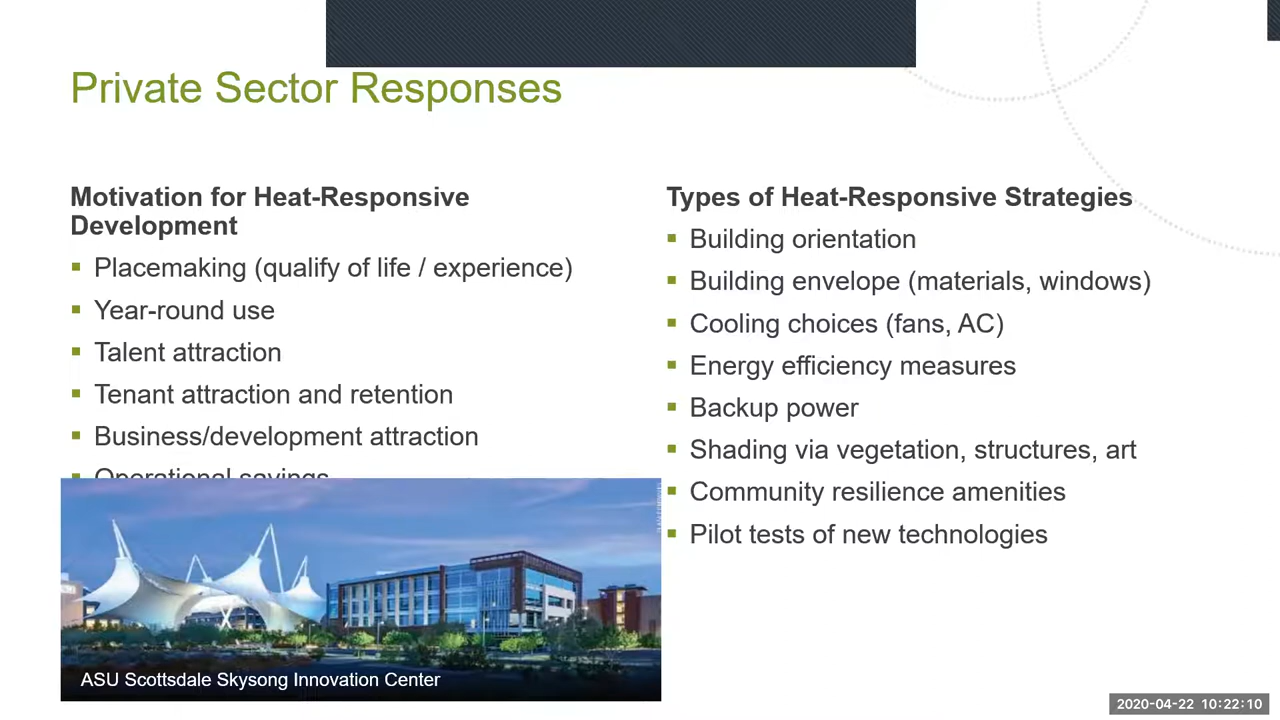 Private Sector Responses
Motivation for Heat-Responsive
Development
Placemaking (qualify of life / experience)
Year-round use
Talent attraction
Tenant attraction and retention
Business/development attraction
Operational savings
ASU Scottsdale Skysong Innovation Center
Types of Heat-Responsive Strategies
Building orientation
Building envelope (materials, windows)
Cooling choices (fans, AC)
Energy efficiency measures
Backup power
Shading via vegetation, structures, art
Community resilience amenities
Pilot tests of new technologies
2020-04-22 10:22:10